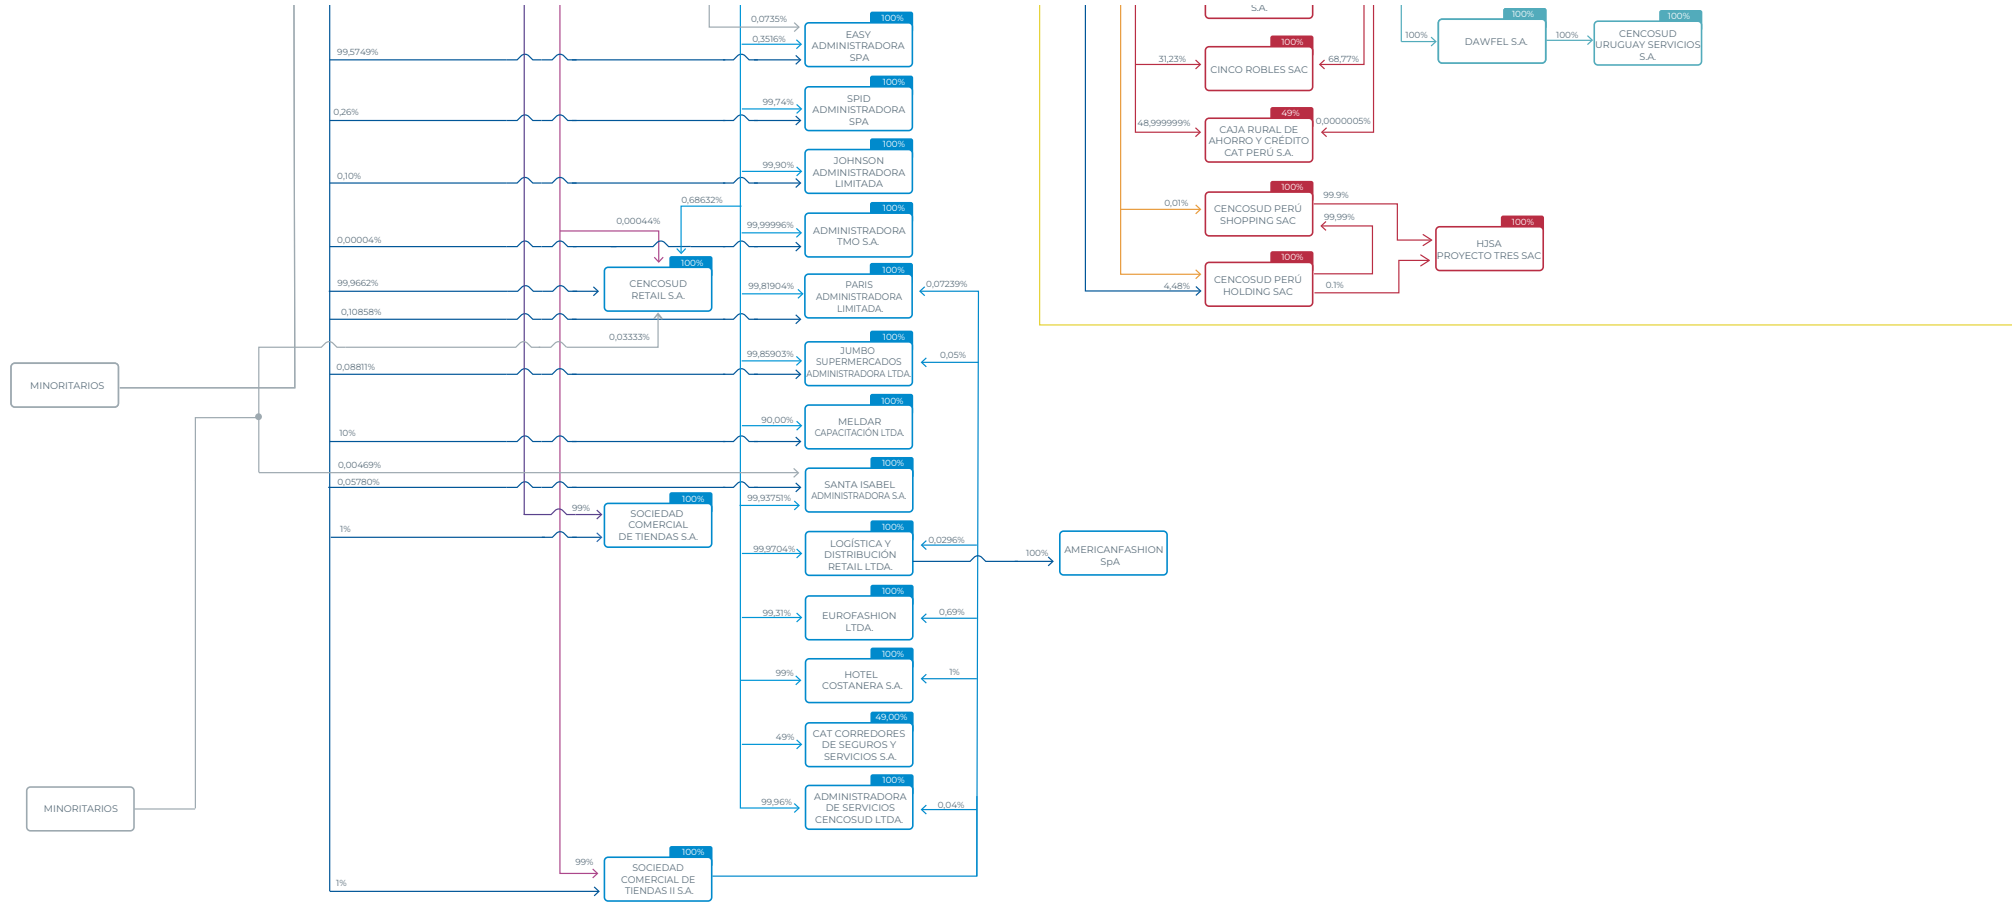 0,0735%
100%
0,3516%
EASY
ADMINISTRADORA
SPA
99,5749%
100%
99,74%
SPID
ADMINISTRADORA
SPA
0,26%
100%
99,90%
JOHNSON
ADMINISTRADORA
LIMITADA
0,10%
0,68632%
100%
0,00044%
99,99996%
ADMINISTRADORA
TMO S.A.
0,00004%
100%
CENCOSUD
RETAIL S.A.
99,9662%
100%
99,81904%
PARIS
ADMINISTRADORA
LIMITADA.
0,07239%
0,10858%
0,03333%
100%
99,85903%
JUMBO
SUPERMERCADOS
ADMINISTRADORA LTDA.
0,05%
0,08811%
MINORITARIOS
100%
90,00%
MELDAR
CAPACITACIÓN LTDA.
10%
0,00469%
100%
0,05780%
SANTA ISABEL
ADMINISTRADORA S.A.
99,93751%
100%
99%
SOCIEDAD
COMERCIAL
DE TIENDAS S.A.
1%
100%
99,9704%
LOGÍSTICA Y
DISTRIBUCIÓN
RETAIL LTDA.
0,0296%
100%
AMERICANFASHION
SpA
100%
99,31%
EUROFASHION
LTDA.
0,69%
100%
99%
HOTEL
COSTANERA S.A.
1%
49,00%
49%
CAT CORREDORES
DE SEGUROS Y
SERVICIOS S.A.
100%
99,96%
ADMINISTRADORA
DE SERVICIOS
CENCOSUD LTDA.
0,04%
MINORITARIOS
100%
99%
SOCIEDAD
COMERCIAL DE
TIENDAS II S.A.
1%
S.A.
100%
31,23%
CINCO ROBLES SAC
68,77%
49%
48,999999%
CAJA RURAL DE
AHORRO Y CRÉDITO
CAT PERÚ S.A.
0,0000005%
100%
0,01%
CENCOSUD PERÚ
SHOPPING SAC
99.9%
99,99%
100%
HJSA
PROYECTO TRES SAC
100%
4,48%
CENCOSUD PERÚ
HOLDING SAC
0.1%
100%
100%
DAWFEL S.A.
100%
100%
CENCOSUD
URUGUAY SERVICIOS
S.A.